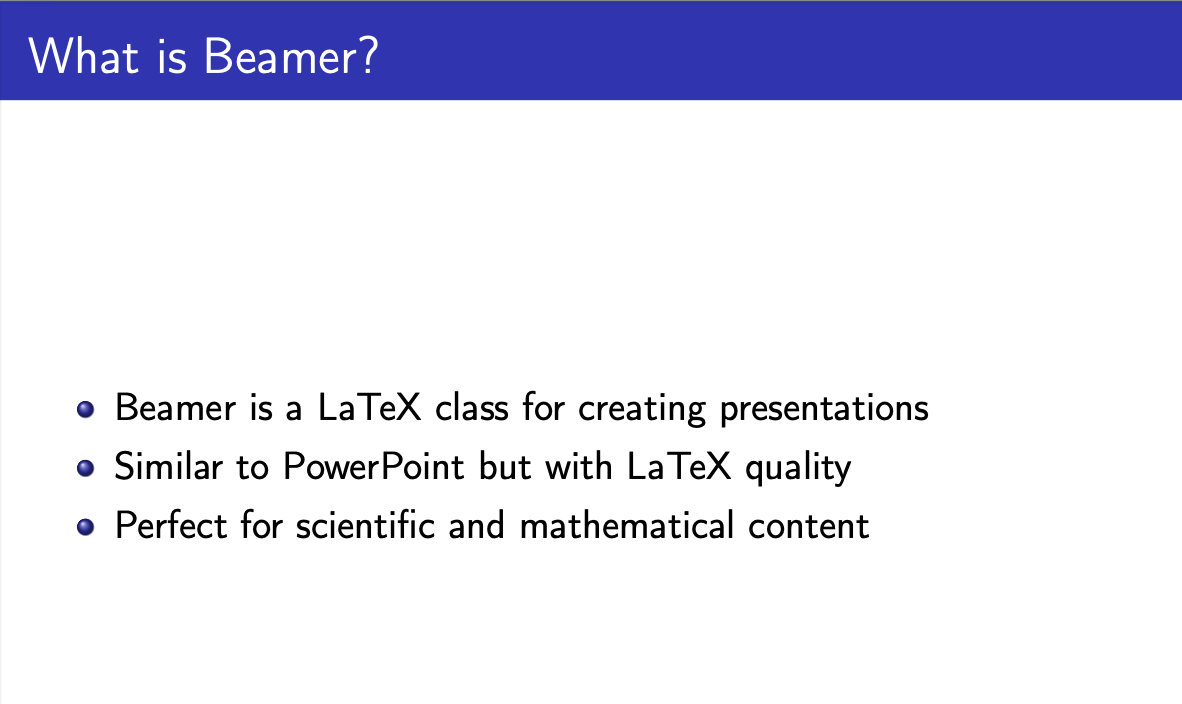 What is Beamer?
Beamer is a LaTeX class for creating presentations
Similar to PowerPoint but with LaTeX quality
Perfect for scientific and mathematical content